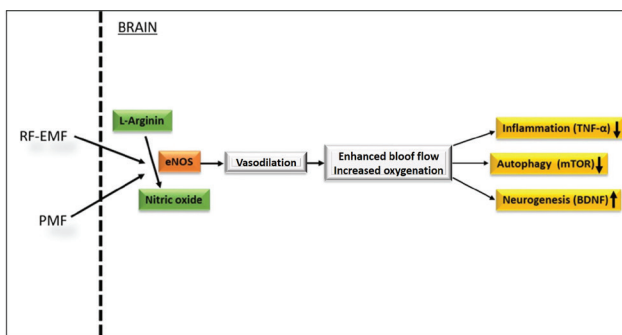 BRAIN
RF-EMF
PMF
L-Arginin
eNOS
Nitric oxide
Vasodilation
Enhanced bloof flow
Increased oxygenation
Inflammation (TNF-α)
Autophagy (mTOR)
Neurogenesis (BDNF)